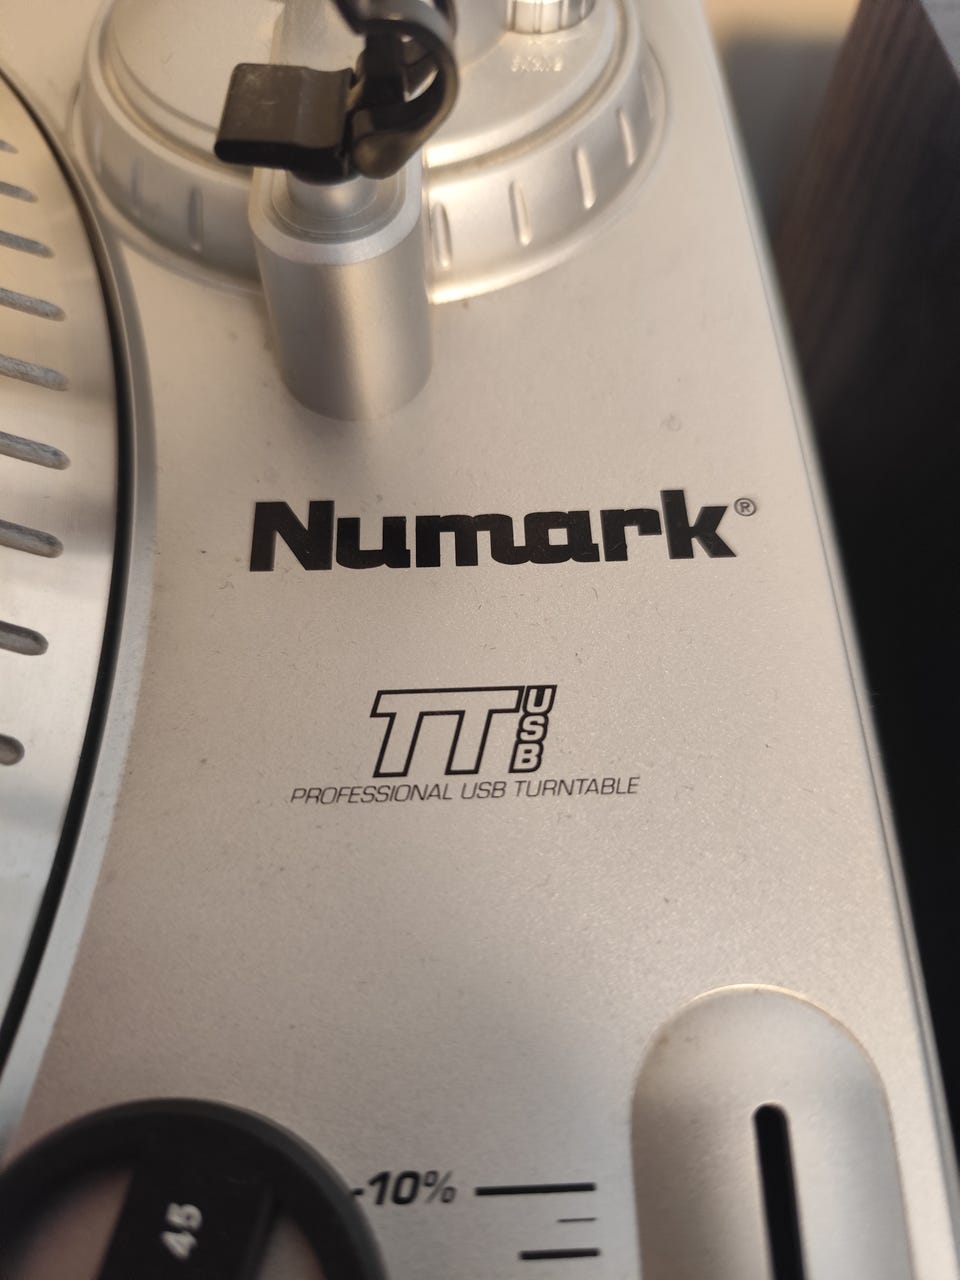 Numark®
TT USB
PROFESSIONAL USB TURNTABLE
-10%
45